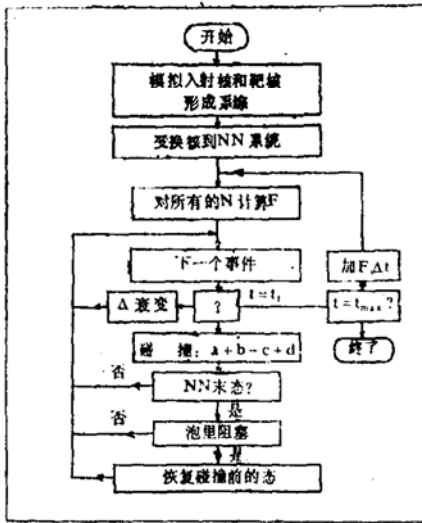 开始
模拟入射核和靶核
形成系综
变换核到NN系统
对所有的N计算F
下一个事件
加F,Δt
Δ 衰变
?
t=t₁
t=tₘₐₓ?
碰 撞: a+b-c+d
终了
否
NN末态?
是
否
泡里阻塞
是
恢复碰撞前的态